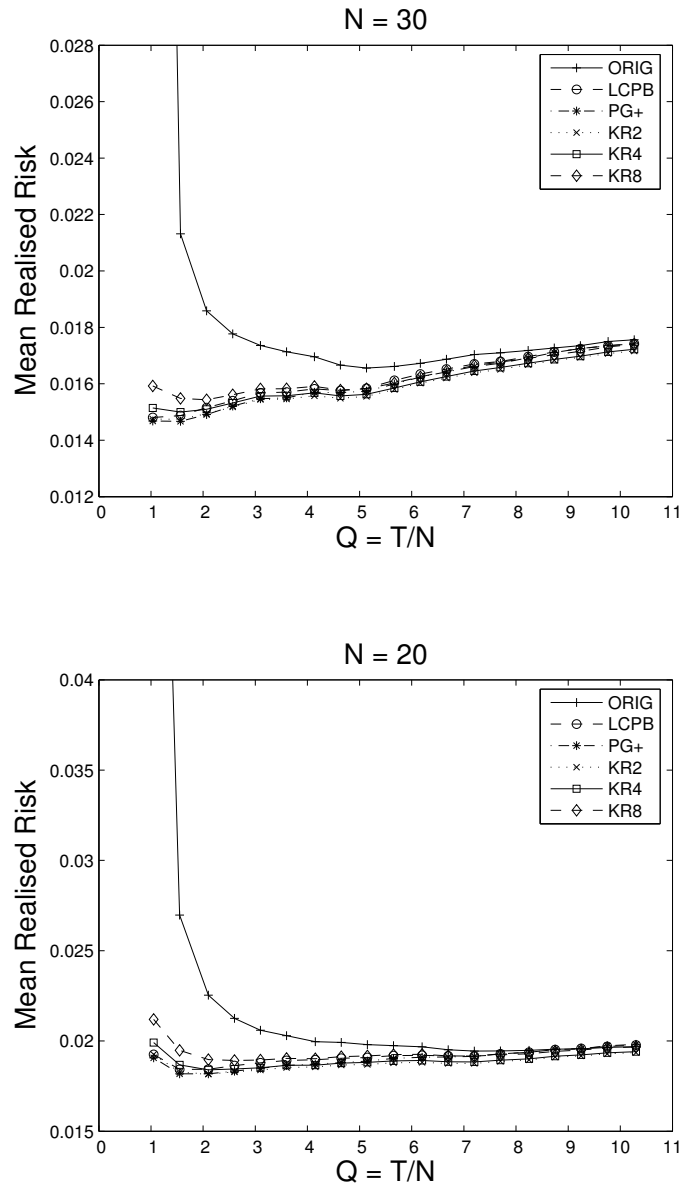 N = 30
0.028
0.026
0.024
0.022
0.02
0.018
0.016
0.014
0.012
Mean Realised Risk
ORIG
LCPB
PG+
KR2
KR4
KR8
0 1 2 3 4 5 6 7 8 9 10 11
Q = T/N
N = 20
0.04
0.035
0.03
0.025
0.02
0.015
Mean Realised Risk
ORIG
LCPB
PG+
KR2
KR4
KR8
0 1 2 3 4 5 6 7 8 9 10 11
Q = T/N